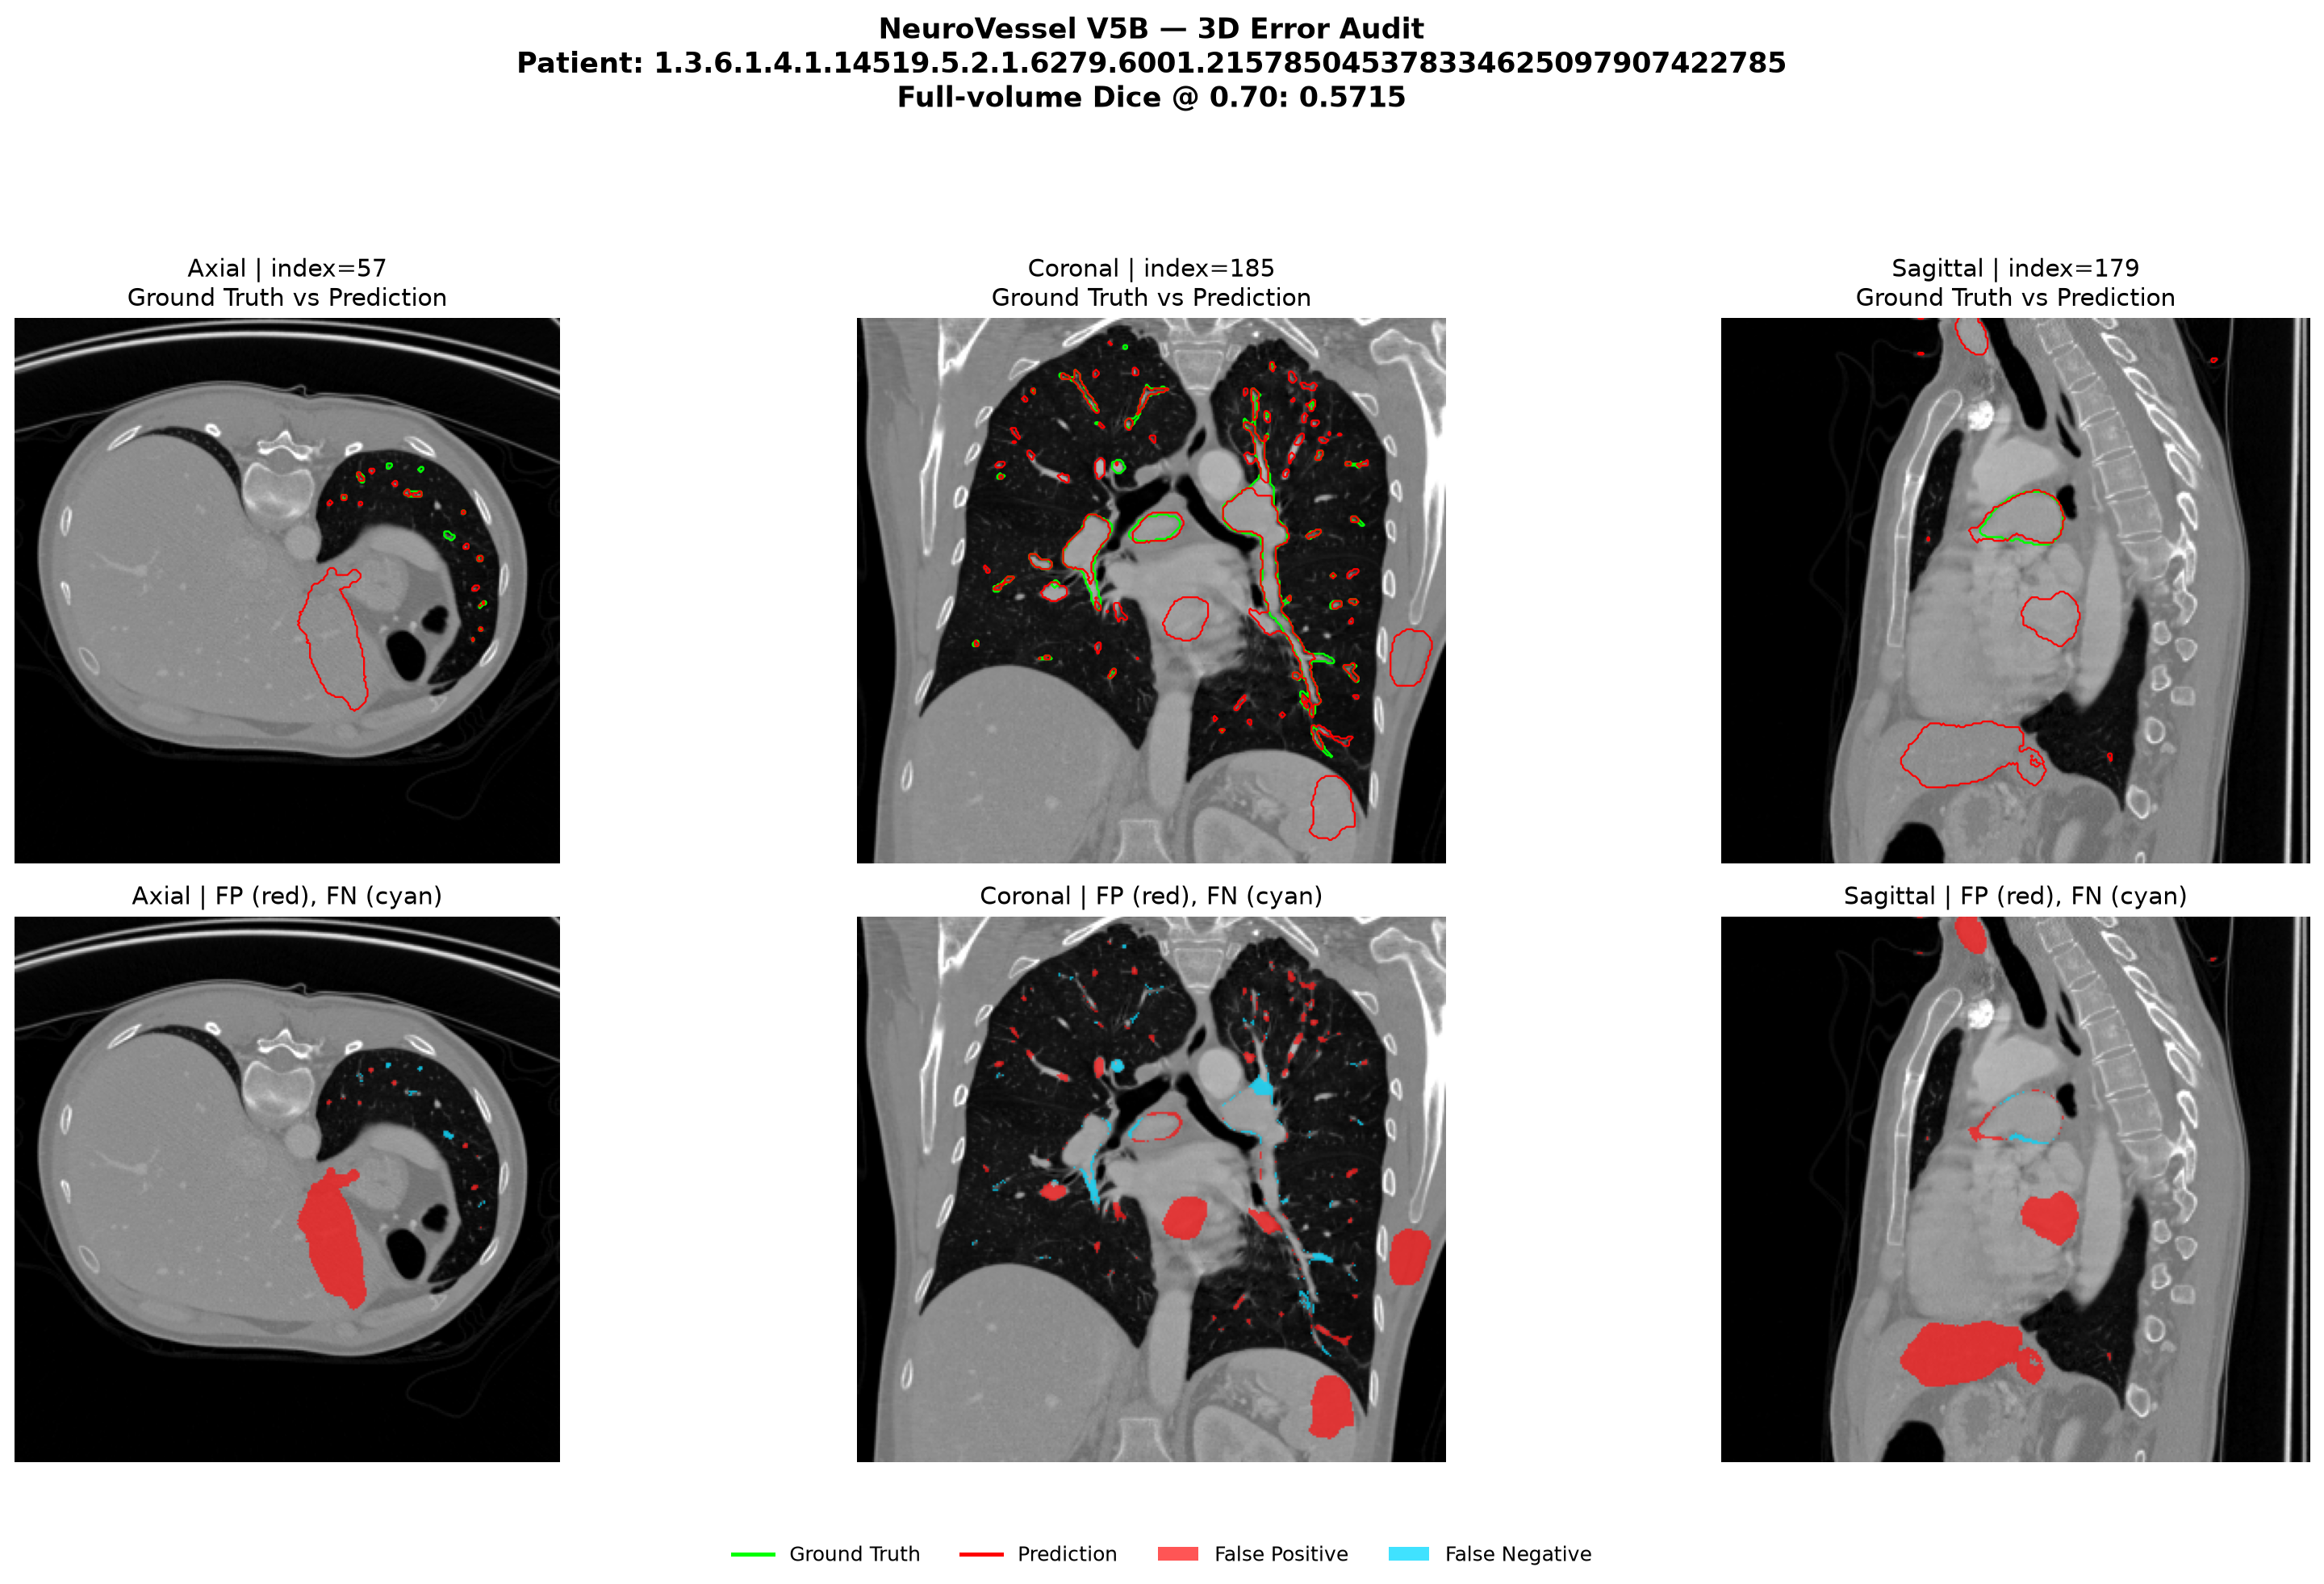 NeuroVessel V5B — 3D Error Audit
Patient: 1.3.6.1.4.1.14519.5.2.1.6279.6001.215785045378334625097907422785
Full-volume Dice @ 0.70: 0.5715
Axial | index=57
Ground Truth vs Prediction
Coronal | index=185
Ground Truth vs Prediction
Sagittal | index=179
Ground Truth vs Prediction
Axial | FP (red), FN (cyan)
Coronal | FP (red), FN (cyan)
Sagittal | FP (red), FN (cyan)
Ground Truth
Prediction
False Positive
False Negative